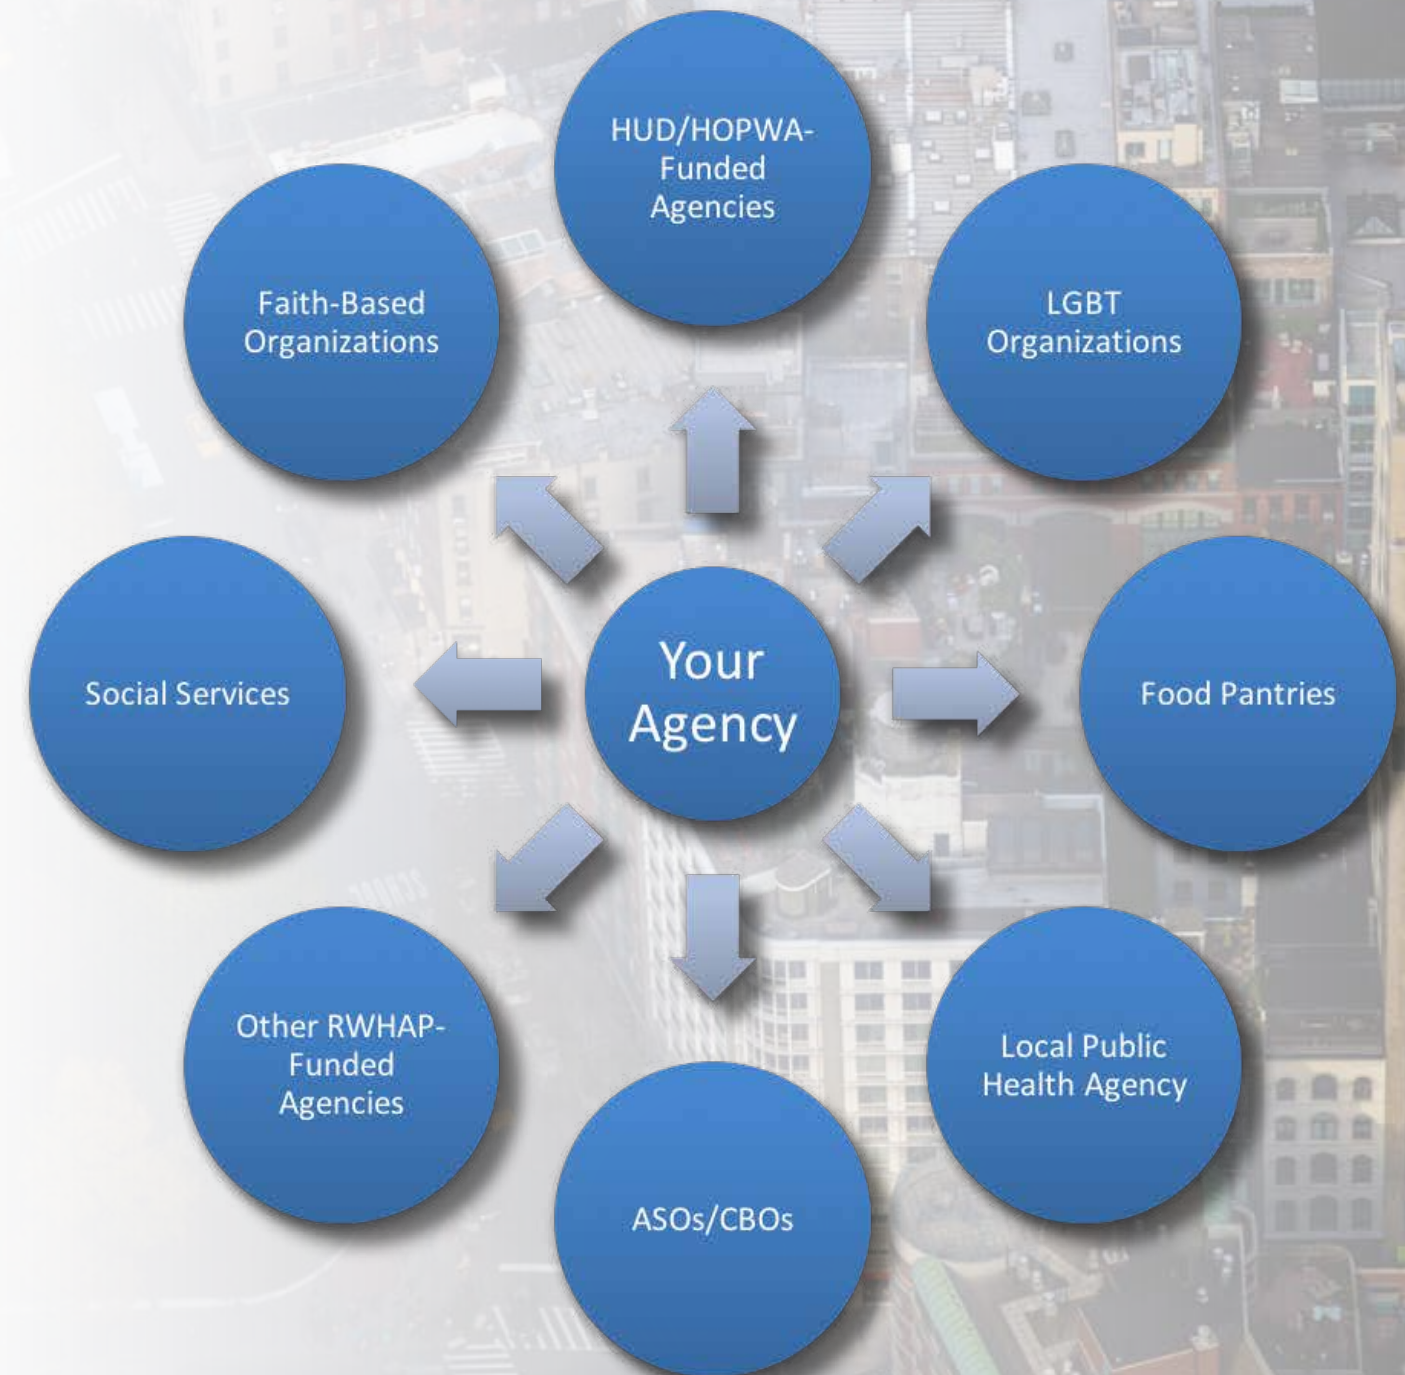 HUD/HOPWA-
Funded
Agencies
Faith-Based
Organizations
LGBT
Organizations
Social Services
Your
Agency
Food Pantries
Other RWHAP-
Funded
Agencies
Local Public
Health Agency
ASOs/CBOs